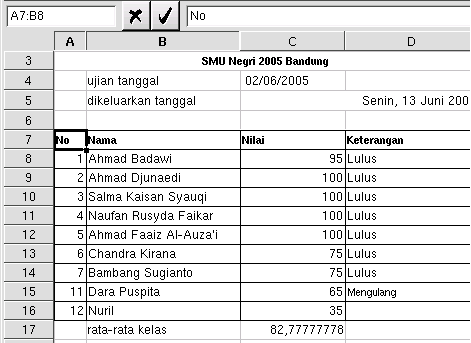 A7:B8 No
A B C D
3 SMU Negri 2005 Bandung
4 ujian tanggal 02/06/2005
5 dikeluarkan tanggal Senin, 13 Juni 200
6
7 No Nama Nilai Keterangan
8 1 Ahmad Badawi 95 Lulus
9 2 Ahmad Djunaedi 100 Lulus
10 3 Salma Kaisan Syauqi 100 Lulus
11 4 Naufan Rusyda Faikar 100 Lulus
12 5 Ahmad Faaiz Al-Auza'i 100 Lulus
13 6 Chandra Kirana 75 Lulus
14 7 Bambang Sugianto 75 Lulus
15 11 Dara Puspita 65 Mengulang
16 12 Nuril 35
17 rata-rata kelas 82,77777778